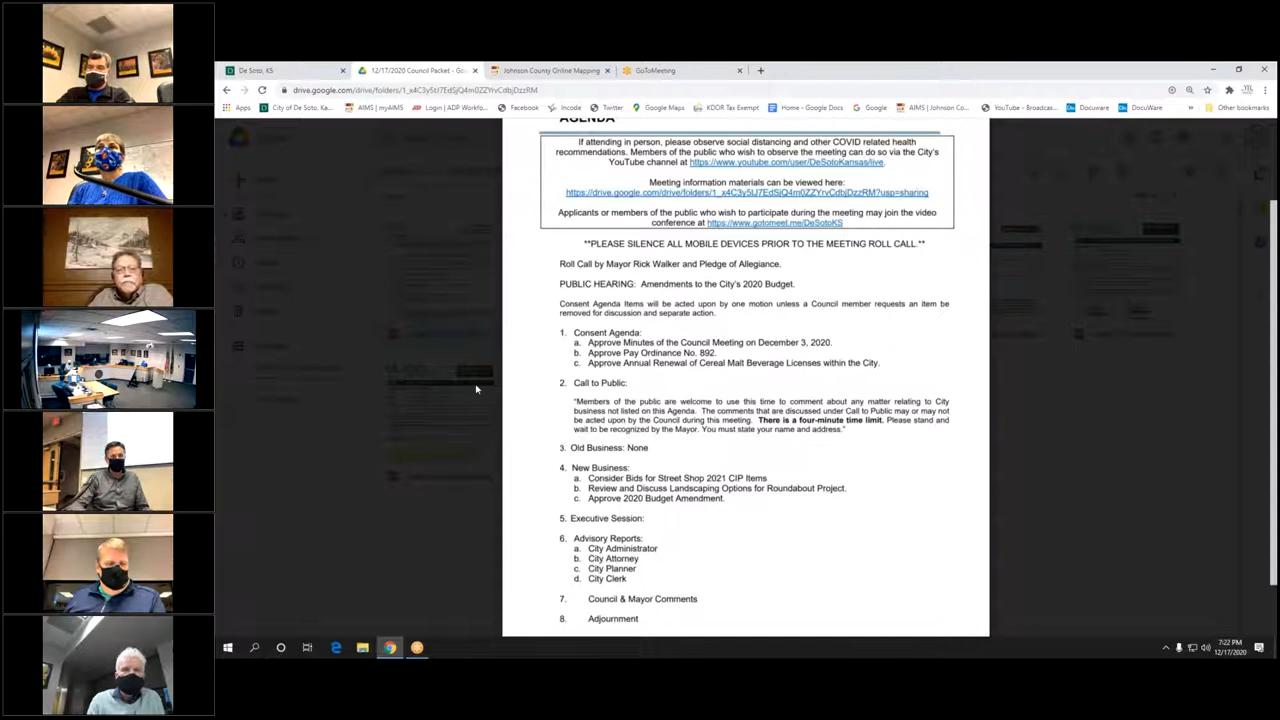 De Soto, KS
12/17/2020 Council Packet - Go
Johnson County Online Mapping
GoToMeeting
drive.google.com/drive/folders/1_x4C3y5tJ7EdSjQ4m0ZZYrvCdbjDzzRM
Apps
City of De Soto, Ka
AIMS | myAIMS
Login | ADP Workfo...
Facebook
Incode
Twitter
Google Maps
KDOR Tax Exempt
Home - Google Docs
Google
AIMS | Johnson Co...
YouTube - Broadcas...
Docuware
DocuWare
Other bookmarks
AGENDA
If attending in person, please observe social distancing and other COVID related health
recommendations. Members of the public who wish to observe the meeting can do so via the City's
YouTube channel at https://www.youtube.com/user/DeSotoKansas/live.
Meeting information materials can be viewed here:
https://drive.google.com/drive/folders/1_x4C3y5tJ7EdSjQ4m0ZZYrvCdbjDzzRM?usp=sharing
Applicants or members of the public who wish to participate during the meeting may join the video
conference at https://www.gotomeet.me/DeSotoKS
**PLEASE SILENCE ALL MOBILE DEVICES PRIOR TO THE MEETING ROLL CALL.**
Roll Call by Mayor Rick Walker and Pledge of Allegiance.
PUBLIC HEARING: Amendments to the City's 2020 Budget.
Consent Agenda Items will be acted upon by one motion unless a Council member requests an item be
removed for discussion and separate action.
1. Consent Agenda:
a. Approve Minutes of the Council Meeting on December 3, 2020.
b. Approve Pay Ordinance No. 892.
c. Approve Annual Renewal of Cereal Malt Beverage Licenses within the City.
2. Call to Public:
"Members of the public are welcome to use this time to comment about any matter relating to City
business not listed on this Agenda. The comments that are discussed under Call to Public may or may not
be acted upon by the Council during this meeting. There is a four-minute time limit. Please stand and
wait to be recognized by the Mayor. You must state your name and address."
3. Old Business: None
4. New Business:
a. Consider Bids for Street Shop 2021 CIP Items
b. Review and Discuss Landscaping Options for Roundabout Project.
c. Approve 2020 Budget Amendment.
5. Executive Session:
6. Advisory Reports:
a. City Administrator
b. City Attorney
c. City Planner
d. City Clerk
7. Council & Mayor Comments
8. Adjournment
7:22 PM
12/17/2020